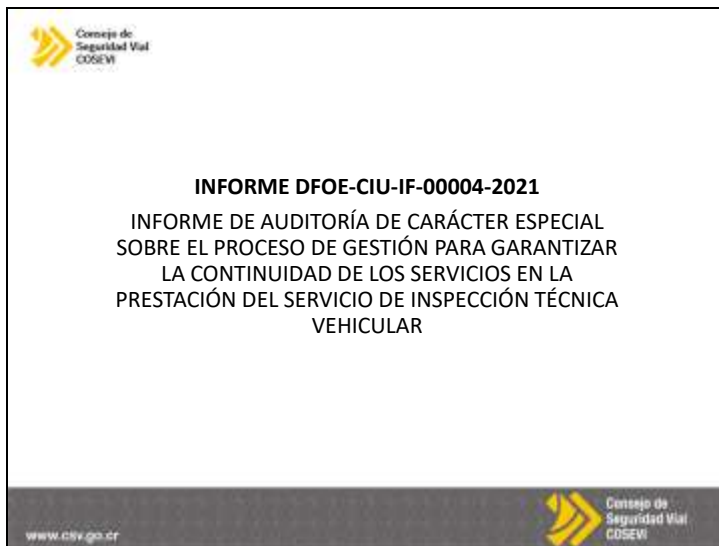 Consejo de
Seguridad Vial
COSEVI
INFORME DFOE-CIU-IF-00004-2021
INFORME DE AUDITORÍA DE CARÁCTER ESPECIAL
SOBRE EL PROCESO DE GESTIÓN PARA GARANTIZAR
LA CONTINUIDAD DE LOS SERVICIOS EN LA
PRESTACIÓN DEL SERVICIO DE INSPECCIÓN TÉCNICA
VEHICULAR
www.csv.go.cr
Consejo de
Seguridad Vial
COSEVI